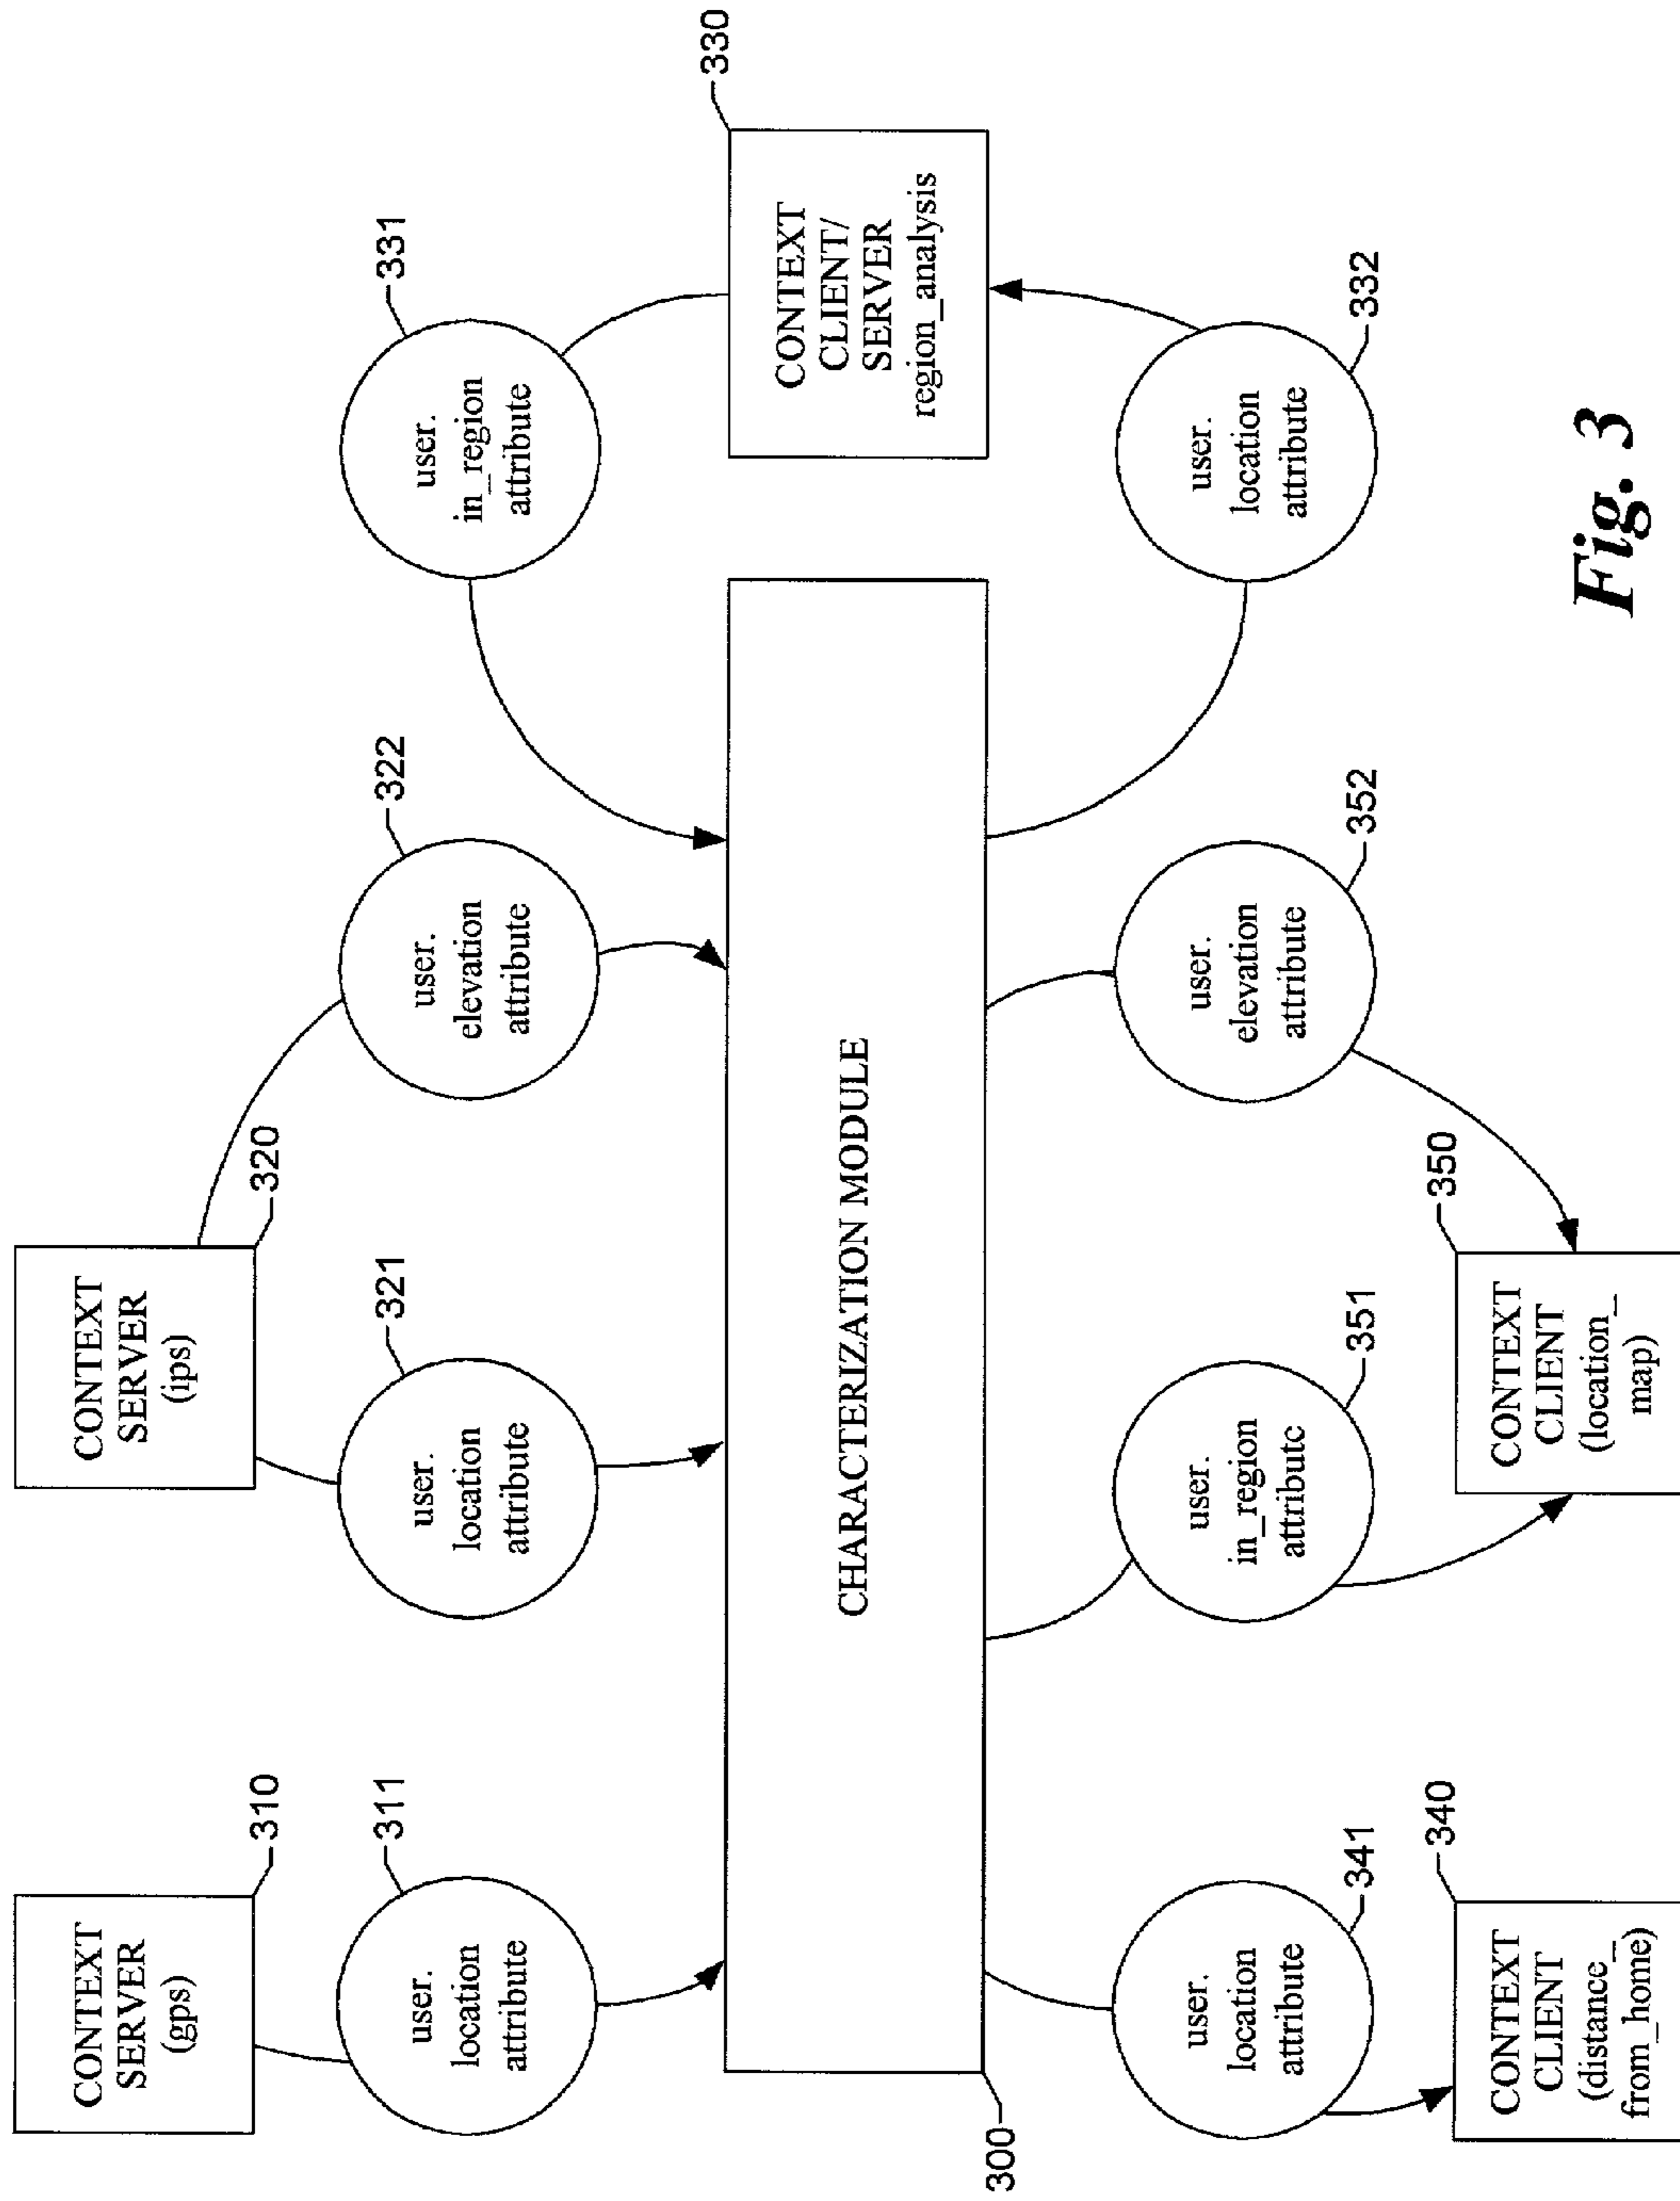 CONTEXT
SERVER
(gps)
310
CONTEXT
SERVER
(ips)
320
user.
location
attribute
311
user.
location
attribute
321
user.
elevation
attribute
322
user.
in_region
attribute
331
CHARACTERIZATION MODULE
300
CONTEXT
CLIENT/
SERVER
region_analysis
330
user.
location
attribute
341
user.
in_region
attribute
351
user.
elevation
attribute
352
user.
location
attribute
332
CONTEXT
CLIENT
(distance_
from_home)
340
CONTEXT
CLIENT
(location_
map)
350
Fig. 3